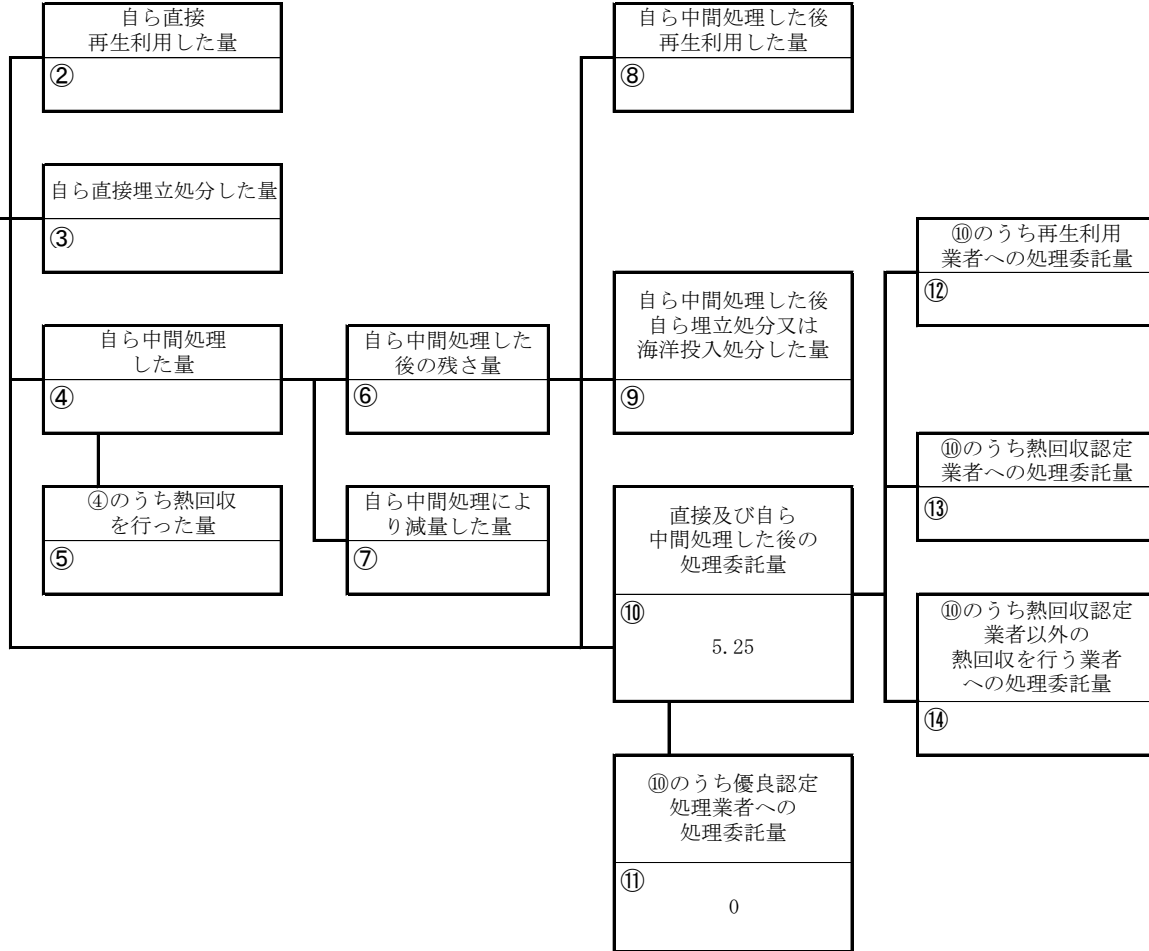 自ら直接
再生利用した量
②
自ら中間処理した後
再生利用した量
⑧
自ら直接埋立処分した量
③
⑩のうち再生利用
業者への処理委託量
⑫
自ら中間処理した後
自ら埋立処分又は
海洋投入処分した量
⑨
自ら中間処理
した量
④
自ら中間処理した
後の残さ量
⑥
⑩のうち熱回収認定
業者への処理委託量
⑬
④のうち熱回収
を行った量
⑤
自ら中間処理によ
り減量した量
⑦
直接及び自ら
中間処理した後の
処理委託量
⑩
5.25
⑩のうち熱回収認定
業者以外の
熱回収を行う業者
への処理委託量
⑭
⑩のうち優良認定
処理業者への
処理委託量
⑪
0